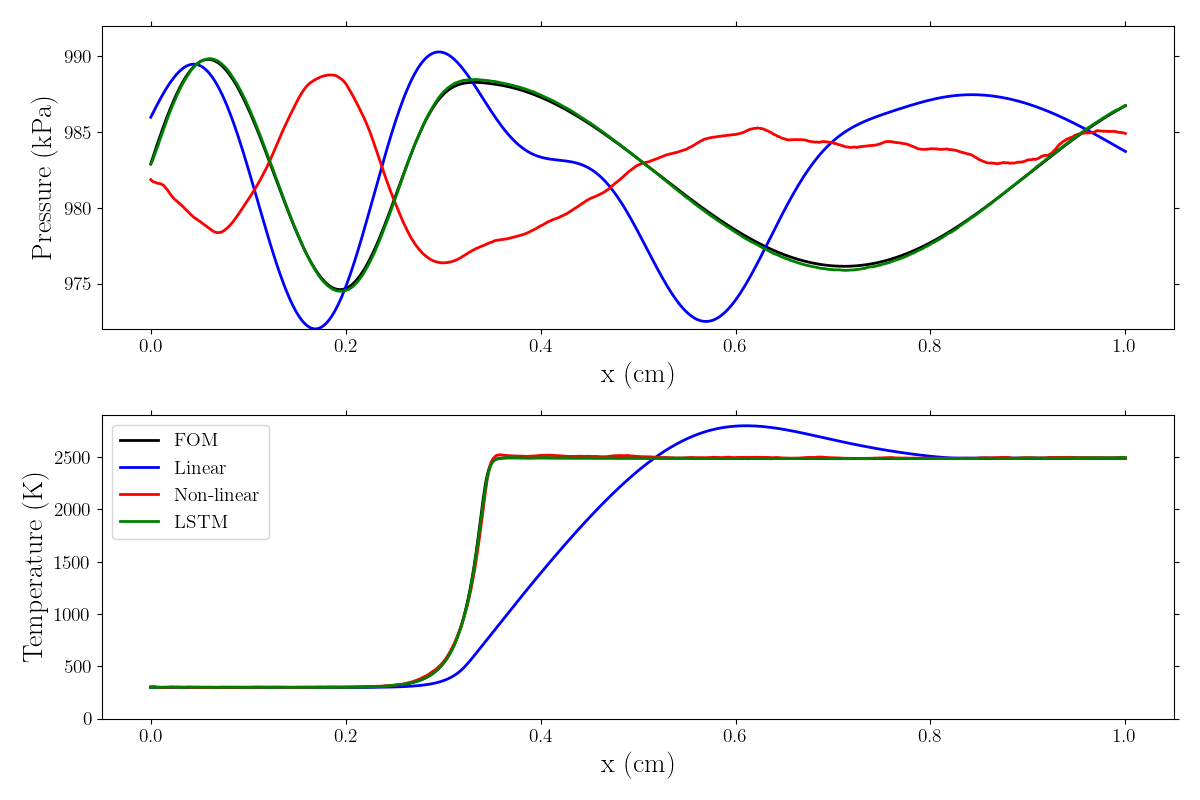 Pressure (kPa)
990
985
980
975
0.0 0.2 0.4 0.6 0.8 1.0
x (cm)
Temperature (K)
2500
2000
1500
1000
500
0
FOM
Linear
Non-linear
LSTM
0.0 0.2 0.4 0.6 0.8 1.0
x (cm)